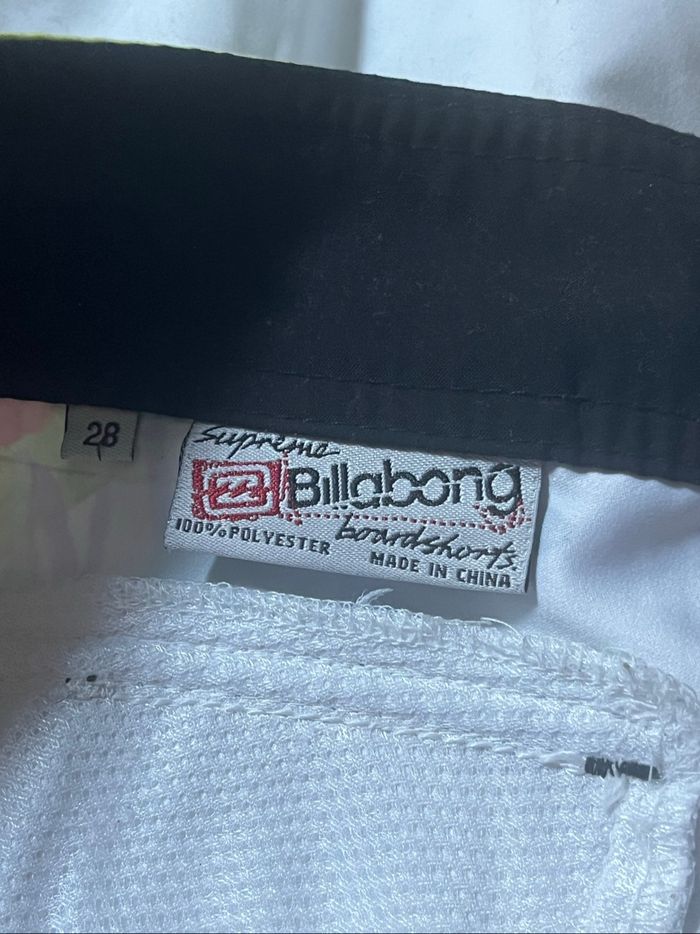 28
Supreme
Billabong
boardshorts
100% POLYESTER
MADE IN CHINA